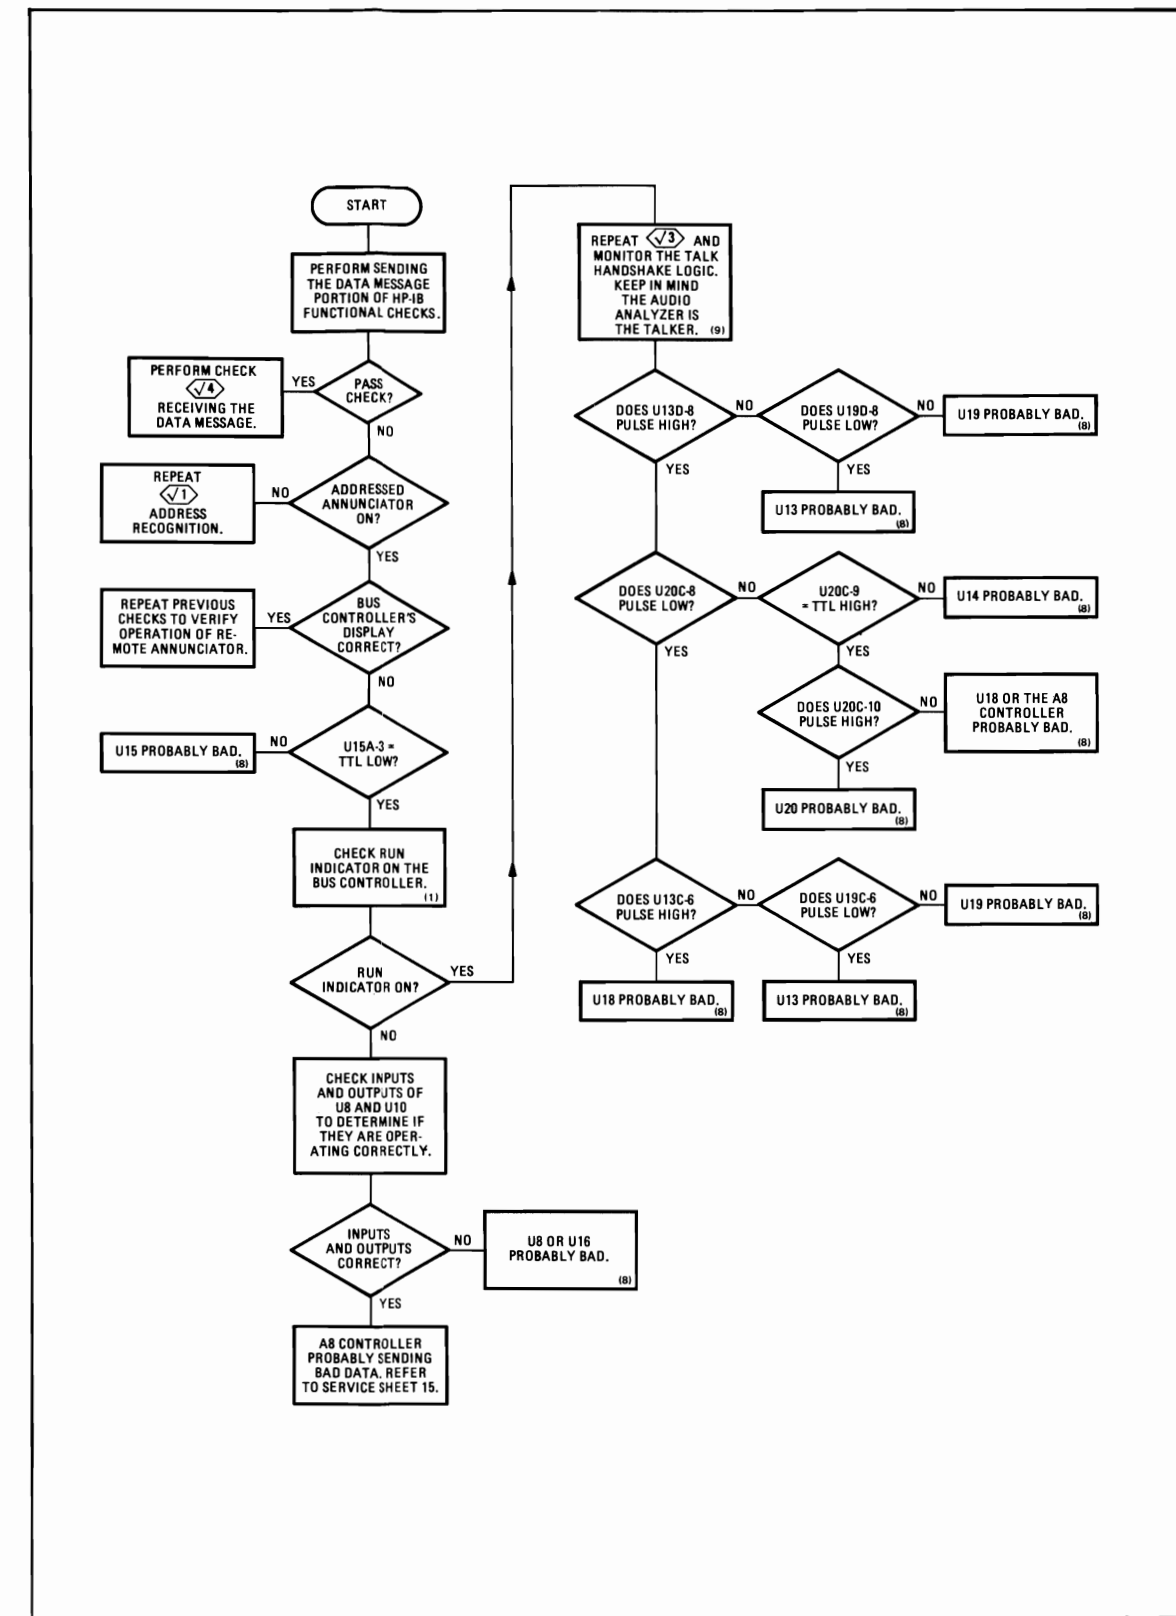 START
PERFORM SENDING
THE DATA MESSAGE
PORTION OF HP-IB
FUNCTIONAL CHECKS.
PASS
CHECK?
YES
NO
PERFORM CHECK
√4
RECEIVING THE
DATA MESSAGE.
ADDRESSED
ANNUNCIATOR
ON?
NO
YES
REPEAT
√1
ADDRESS
RECOGNITION.
BUS
CONTROLLER'S
DISPLAY
CORRECT?
YES
NO
REPEAT PREVIOUS
CHECKS TO VERIFY
OPERATION OF RE-
MOTE ANNUNCIATOR.
U15A-3 =
TTL LOW?
NO
YES
U15 PROBABLY BAD.
(8)
CHECK RUN
INDICATOR ON THE
BUS CONTROLLER.
(1)
RUN
INDICATOR ON?
YES
NO
CHECK INPUTS
AND OUTPUTS OF
U8 AND U10
TO DETERMINE IF
THEY ARE OPER-
ATING CORRECTLY.
INPUTS
AND OUTPUTS
CORRECT?
NO
YES
U8 OR U16
PROBABLY BAD.
(8)
A8 CONTROLLER
PROBABLY SENDING
BAD DATA. REFER
TO SERVICE SHEET 15.
REPEAT √3 AND
MONITOR THE TALK
HANDSHAKE LOGIC.
KEEP IN MIND
THE AUDIO
ANALYZER IS
THE TALKER. (9)
DOES U13D-8
PULSE HIGH?
NO
YES
DOES U19D-8
PULSE LOW?
NO
YES
U19 PROBABLY BAD.
(8)
U13 PROBABLY BAD.
(8)
DOES U20C-8
PULSE LOW?
NO
YES
U20C-9
= TTL HIGH?
NO
YES
U14 PROBABLY BAD.
(8)
DOES U20C-10
PULSE HIGH?
NO
YES
U18 OR THE A8
CONTROLLER
PROBABLY BAD.
(8)
U20 PROBABLY BAD.
(8)
DOES U13C-6
PULSE HIGH?
NO
YES
DOES U19C-6
PULSE LOW?
NO
YES
U19 PROBABLY BAD.
(8)
U18 PROBABLY BAD.
(8)
U13 PROBABLY BAD.
(8)